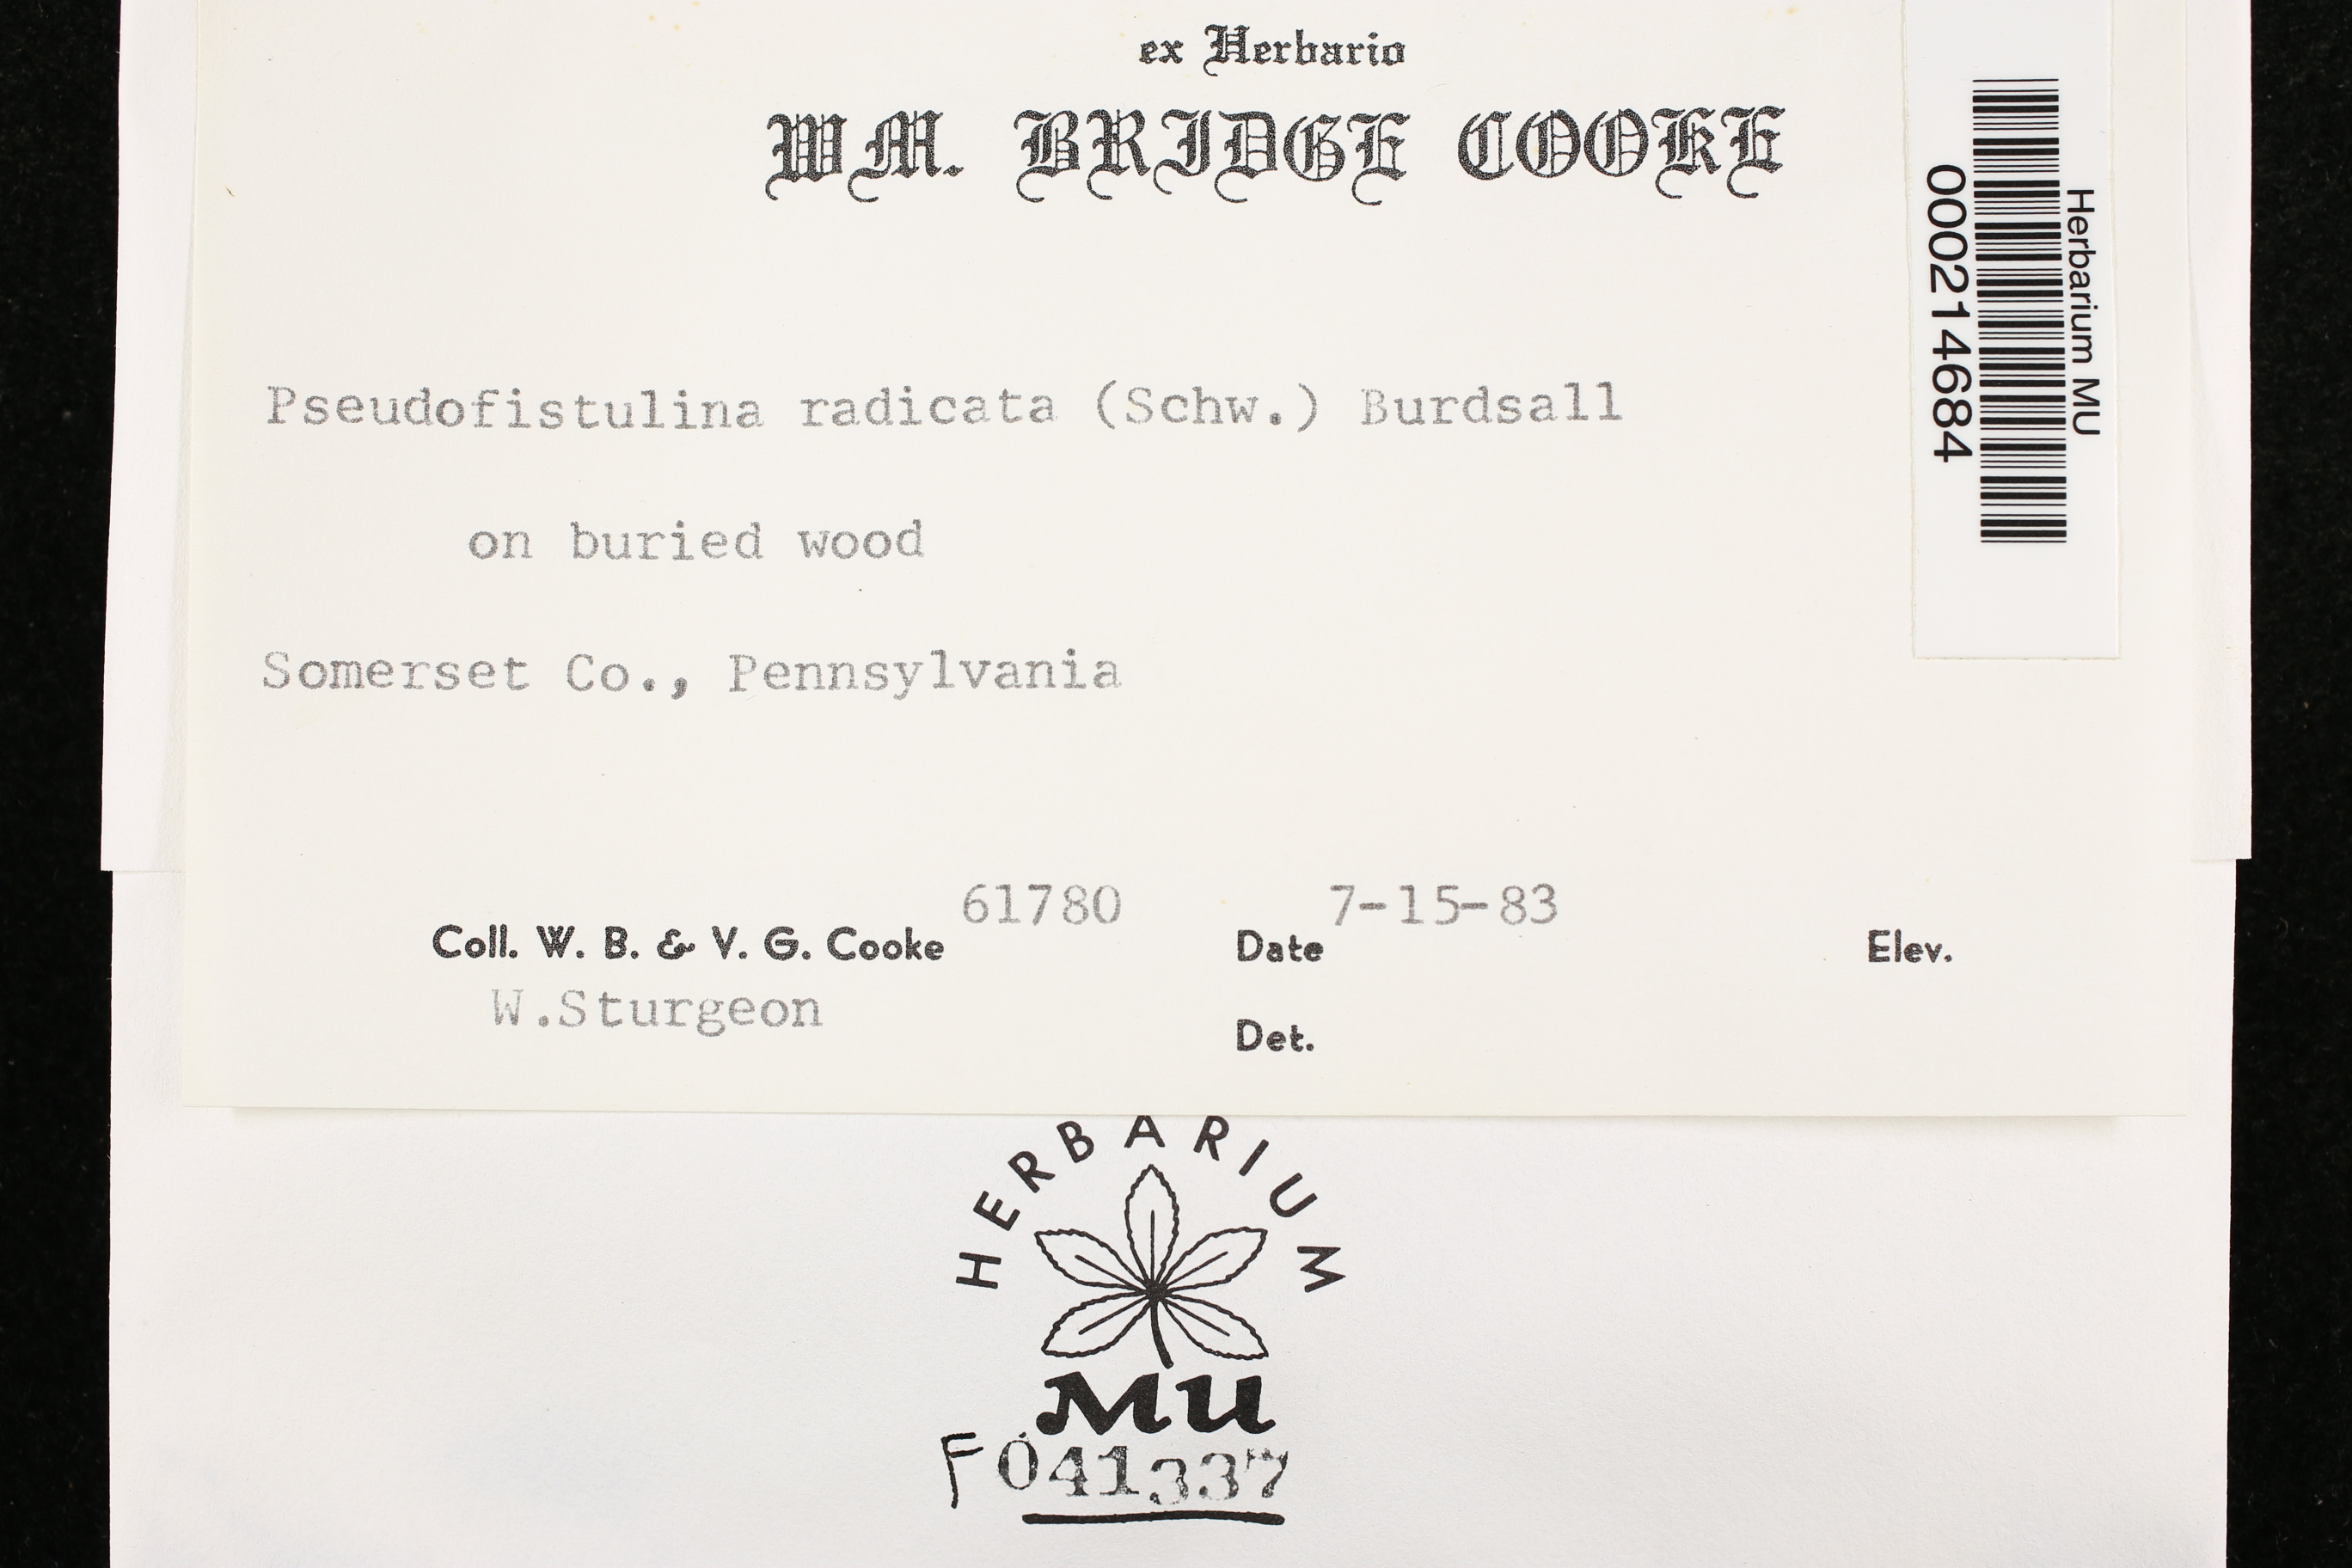 ex Herbario
WM. BRIDGE COOKE
Herbarium MU
000214684
Pseudofistulina radicata (Schw.) Burdsall
on buried wood
Somerset Co., Pennsylvania
Coll. W. B. & V. G. Cooke 61780 Date 7-15-83 Elev.
W.Sturgeon
Det.
HERBARIUM
MU
F 041337